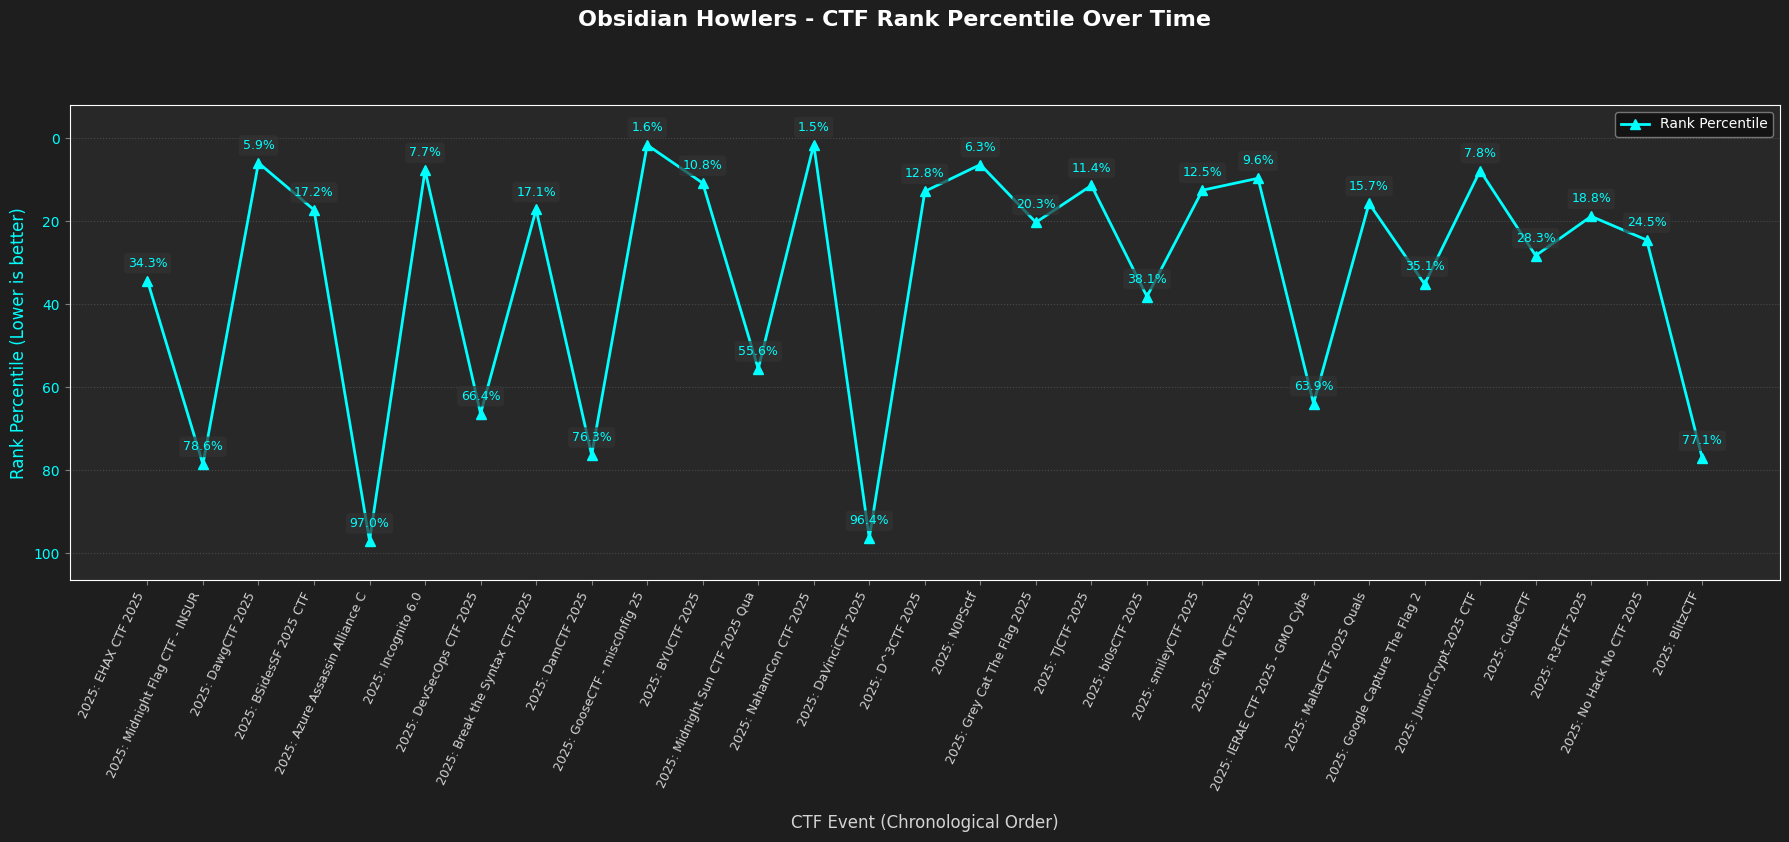 Obsidian Howlers - CTF Rank Percentile Over Time
Rank Percentile
Rank Percentile (Lower is better)
0
20
40
60
80
100
34.3%
78.6%
5.9%
17.2%
97.0%
7.7%
66.4%
17.1%
76.3%
1.6%
10.8%
55.6%
1.5%
96.4%
12.8%
6.3%
20.3%
11.4%
38.1%
12.5%
9.6%
63.9%
15.7%
35.1%
7.8%
28.3%
18.8%
24.5%
77.1%
2025: EHAX CTF 2025
2025: Midnight Flag CTF - INSUR
2025: DawgCTF 2025
2025: BSidesSF 2025 CTF
2025: Azure Assassin Alliance C
2025: Incognito 6.0
2025: DevSecOps CTF 2025
2025: Break the Syntax CTF 2025
2025: DamCTF 2025
2025: GooseCTF - misc0nfig 25
2025: BYUCTF 2025
2025: Midnight Sun CTF 2025 Qua
2025: NahamCon CTF 2025
2025: DaVinciCTF 2025
2025: D^3CTF 2025
2025: N0PSctf
2025: Grey Cat The Flag 2025
2025: TJCTF 2025
2025: bi0sCTF 2025
2025: smileyCTF 2025
2025: GPN CTF 2025
2025: IERAE CTF 2025 - GMO Cybe
2025: MaltaCTF 2025 Quals
2025: Google Capture The Flag 2
2025: Junior.Crypt.2025 CTF
2025: CubeCTF
2025: R3CTF 2025
2025: No Hack No CTF 2025
2025: BlitzCTF
CTF Event (Chronological Order)